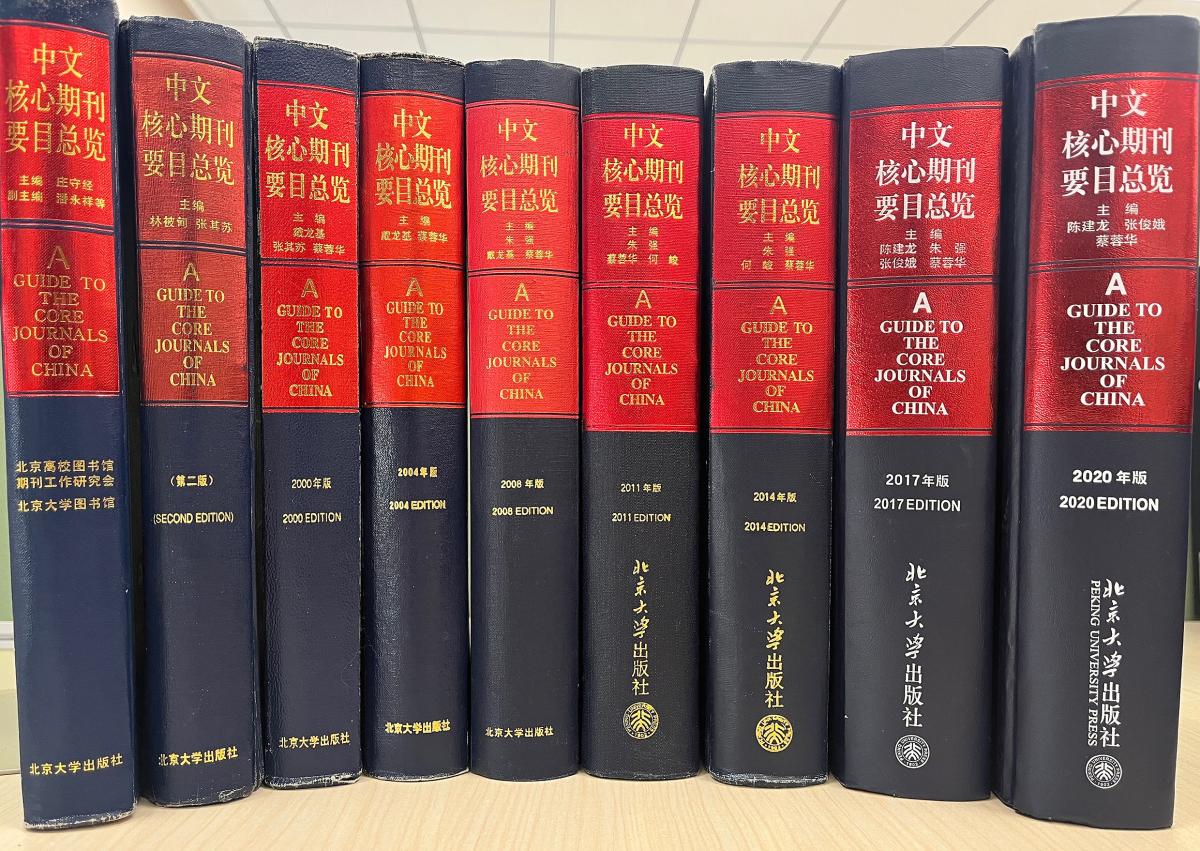 中文
核心期刊
要目总览
主编 庄守经
副主编 潘永祥等
A
GUIDE TO
THE
CORE
JOURNALS
OF
CHINA
北京高校图书馆
期刊工作研究会
北京大学图书馆
北京大学出版社
中文
核心期刊
要目总览
主编
林被甸 张其苏
A
GUIDE TO
THE
CORE
JOURNALS
OF
CHINA
(第二版)
(SECOND EDITION)
北京大学出版社
中文
核心期刊
要目总览
主编
戴龙基
张其苏 蔡蓉华
A
GUIDE TO
THE
CORE
JOURNALS
OF
CHINA
2000年版
2000 EDITION
北京大学出版社
中文
核心期刊
要目总览
主编
戴龙基 蔡蓉华
A
GUIDE TO
THE
CORE
JOURNALS
OF
CHINA
2004年版
2004 EDITION
北京大学出版社
中文
核心期刊
要目总览
主编
朱强
戴龙基 蔡蓉华
A
GUIDE TO
THE
CORE
JOURNALS
OF
CHINA
2008年版
2008 EDITION
北京大学出版社
中文
核心期刊
要目总览
主编
朱强
蔡蓉华 何峻
A
GUIDE TO
THE
CORE
JOURNALS
OF
CHINA
2011年版
2011 EDITION
北京大学出版社
中文
核心期刊
要目总览
主编
朱强
何峻 蔡蓉华
A
GUIDE TO
THE
CORE
JOURNALS
OF
CHINA
2014年版
2014 EDITION
北京大学出版社
中文
核心期刊
要目总览
主编
陈建龙 朱强
张俊娥 蔡蓉华
A
GUIDE TO
THE
CORE
JOURNALS
OF
CHINA
2017年版
2017 EDITION
北京大学出版社
中文
核心期刊
要目总览
主编
陈建龙 张俊娥
蔡蓉华
A
GUIDE TO
THE
CORE
JOURNALS
OF
CHINA
2020年版
2020 EDITION
北京大学出版社
PEKING UNIVERSITY PRESS